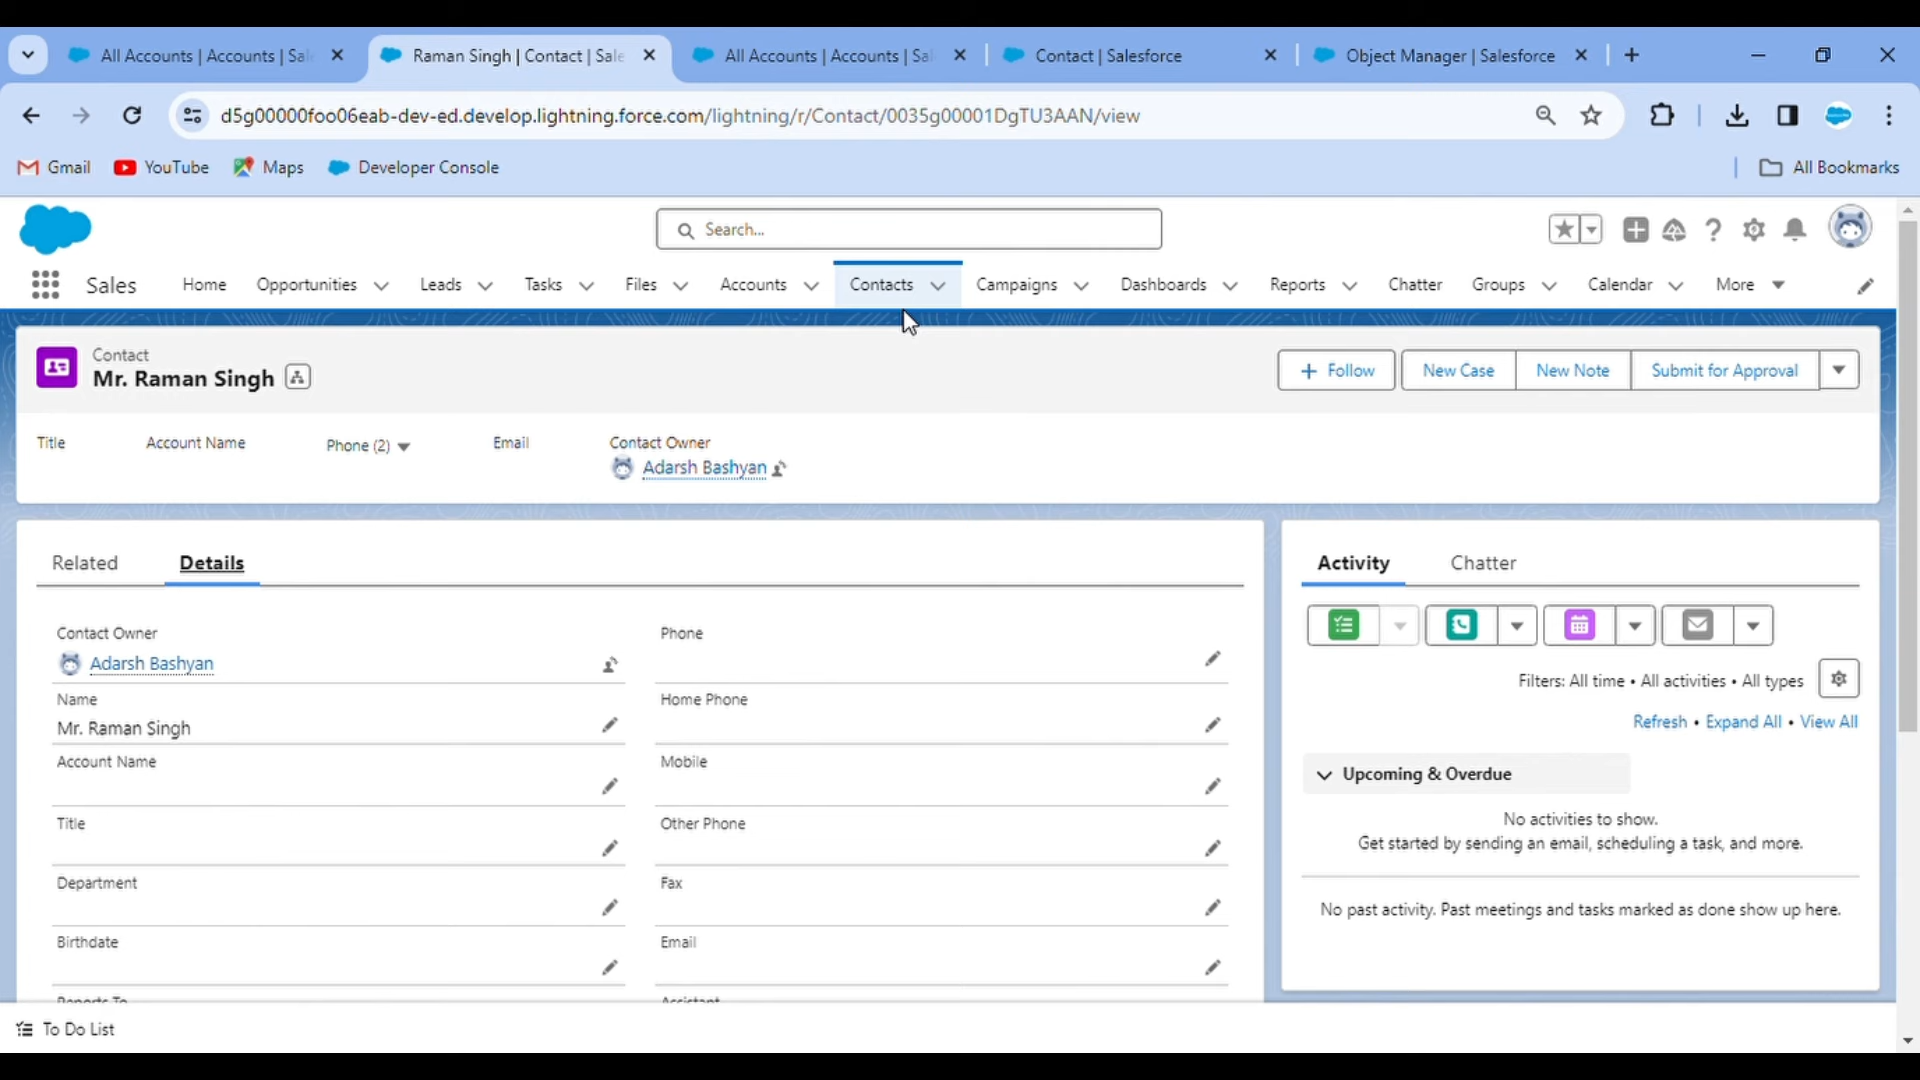 All Accounts | Accounts | Sal
Raman Singh | Contact | Sale
All Accounts | Accounts | Sal
Contact | Salesforce
Object Manager | Salesforce
d5g00000foo06eab-dev-ed.develop.lightning.force.com/lightning/r/Contact/0035g00001DgTU3AAN/view
Gmail
YouTube
Maps
Developer Console
All Bookmarks
Search...
Sales
Home
Opportunities
Leads
Tasks
Files
Accounts
Contacts
Campaigns
Dashboards
Reports
Chatter
Groups
Calendar
More
Contact
Mr. Raman Singh
+ Follow
New Case
New Note
Submit for Approval
Title
Account Name
Phone (2)
Email
Contact Owner
Adarsh Bashyan
Related
Details
Contact Owner
Adarsh Bashyan
Name
Mr. Raman Singh
Account Name
Title
Department
Birthdate
Reports To
Phone
Home Phone
Mobile
Other Phone
Fax
Email
Assistant
Activity
Chatter
Filters: All time • All activities • All types
Refresh • Expand All • View All
Upcoming & Overdue
No activities to show.
Get started by sending an email, scheduling a task, and more.
No past activity. Past meetings and tasks marked as done show up here.
To Do List